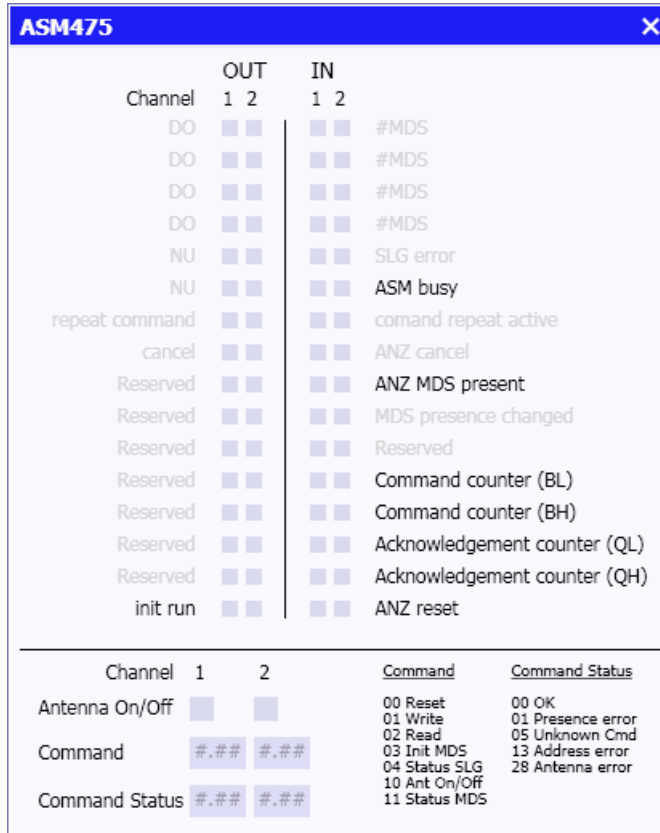 ASM475
OUT IN
Channel 1 2 1 2
DO #MDS
DO #MDS
DO #MDS
DO #MDS
NU SLG error
NU ASM busy
repeat command comand repeat active
cancel ANZ cancel
Reserved ANZ MDS present
Reserved MDS presence changed
Reserved Reserved
Reserved Command counter (BL)
Reserved Command counter (BH)
Reserved Acknowledgement counter (QL)
Reserved Acknowledgement counter (QH)
init run ANZ reset
Channel 1 2
Antenna On/Off
Command #.## #.##
Command Status #.## #.##
Command
00 Reset
01 Write
02 Read
03 Init MDS
04 Status SLG
10 Ant On/Off
11 Status MDS
Command Status
00 OK
01 Presence error
05 Unknown Cmd
13 Address error
28 Antenna error